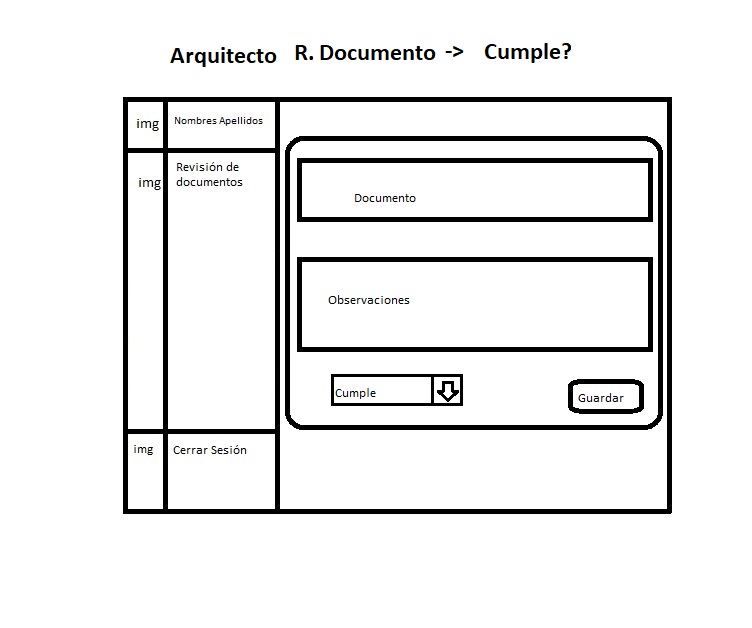 Arquitecto R. Documento -> Cumple?
img Nombres Apellidos
img Revisión de
documentos
Documento
Observaciones
Cumple
Guardar
img Cerrar Sesión